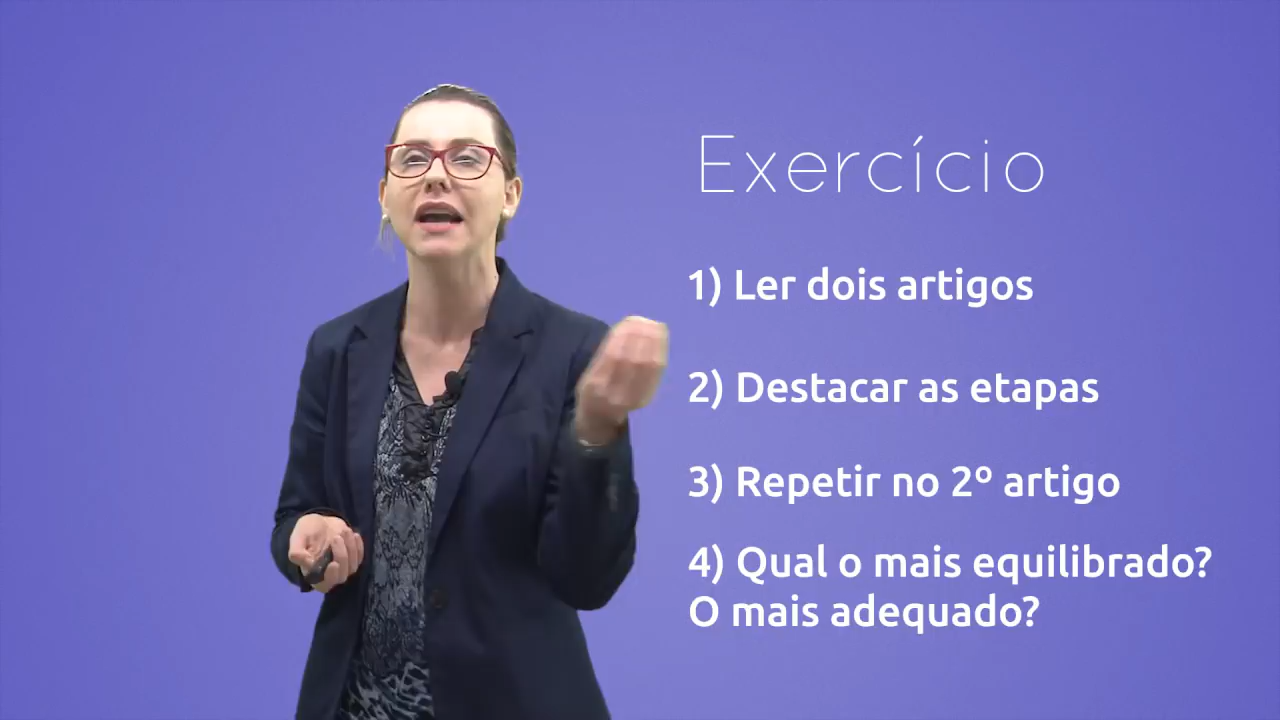 Exercício
1) Ler dois artigos
2) Destacar as etapas
3) Repetir no 2º artigo
4) Qual o mais equilibrado?
O mais adequado?